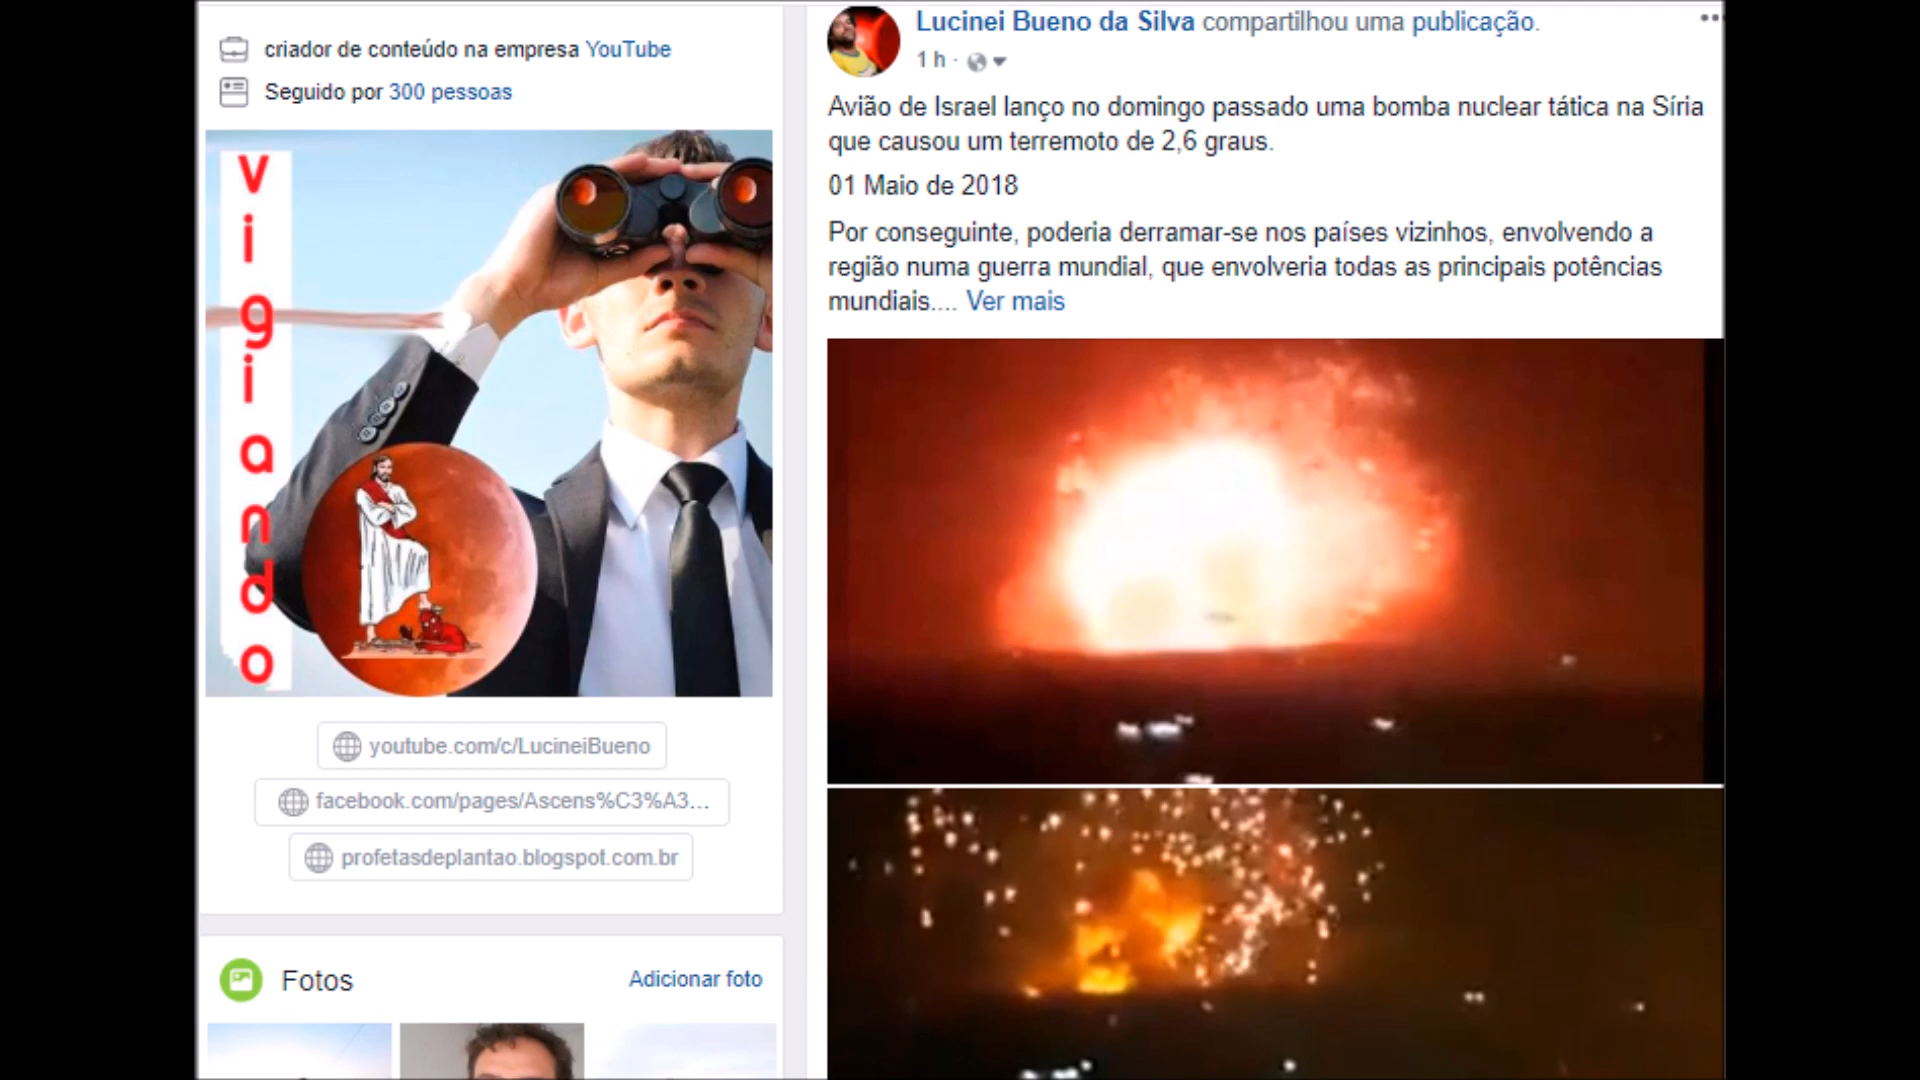 criador de conteúdo na empresa YouTube
Seguido por 300 pessoas
Vigiando
youtube.com/c/LucineiBueno
facebook.com/pages/Ascens%C3%A3...
profetasdeplantao.blogspot.com.br
Fotos
Adicionar foto
Lucinei Bueno da Silva compartilhou uma publicação.
1 h ·
Avião de Israel lanço no domingo passado uma bomba nuclear tática na Síria
que causou um terremoto de 2,6 graus.
01 Maio de 2018
Por conseguinte, poderia derramar-se nos países vizinhos, envolvendo a
região numa guerra mundial, que envolveria todas as principais potências
mundiais.... Ver mais